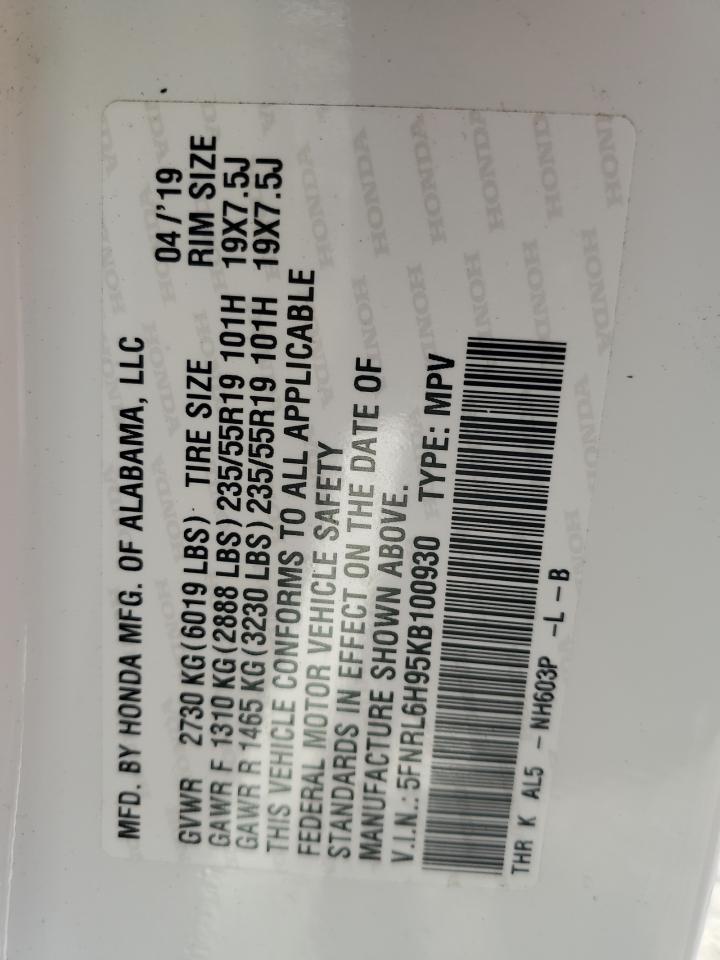 MFD. BY HONDA MFG. OF ALABAMA, LLC 04/'19
GVWR 2730 KG(6019 LBS) TIRE SIZE RIM SIZE
GAWR F 1310 KG(2888 LBS) 235/55R19 101H 19X7.5J
GAWR R 1465 KG(3230 LBS) 235/55R19 101H 19X7.5J
THIS VEHICLE CONFORMS TO ALL APPLICABLE
FEDERAL MOTOR VEHICLE SAFETY
STANDARDS IN EFFECT ON THE DATE OF
MANUFACTURE SHOWN ABOVE.
V.I.N.: 5FNRL6H95KB100930 TYPE: MPV
THR K AL5 - NH603P -L - B